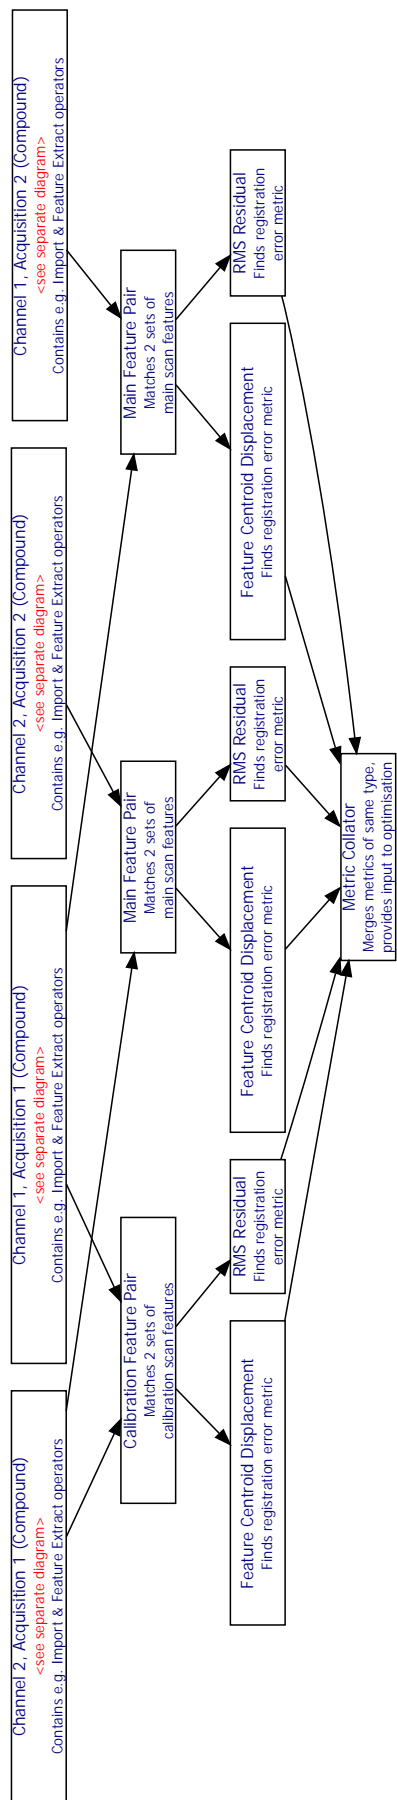 Channel 2, Acquisition 1 (Compound)
<see separate diagram>
Contains e.g. Import & Feature Extract operators
Channel 1, Acquisition 1 (Compound)
<see separate diagram>
Contains e.g. Import & Feature Extract operators
Channel 2, Acquisition 2 (Compound)
<see separate diagram>
Contains e.g. Import & Feature Extract operators
Channel 1, Acquisition 2 (Compound)
<see separate diagram>
Contains e.g. Import & Feature Extract operators
Calibration Feature Pair
Matches 2 sets of
calibration scan features
Main Feature Pair
Matches 2 sets of
main scan features
Main Feature Pair
Matches 2 sets of
main scan features
Feature Centroid Displacement
Finds registration error metric
RMS Residual
Finds registration
error metric
Feature Centroid Displacement
Finds registration error metric
RMS Residual
Finds registration
error metric
Feature Centroid Displacement
Finds registration error metric
RMS Residual
Finds registration
error metric
Metric Collator
Merges metrics of same type,
provides input to optimisation